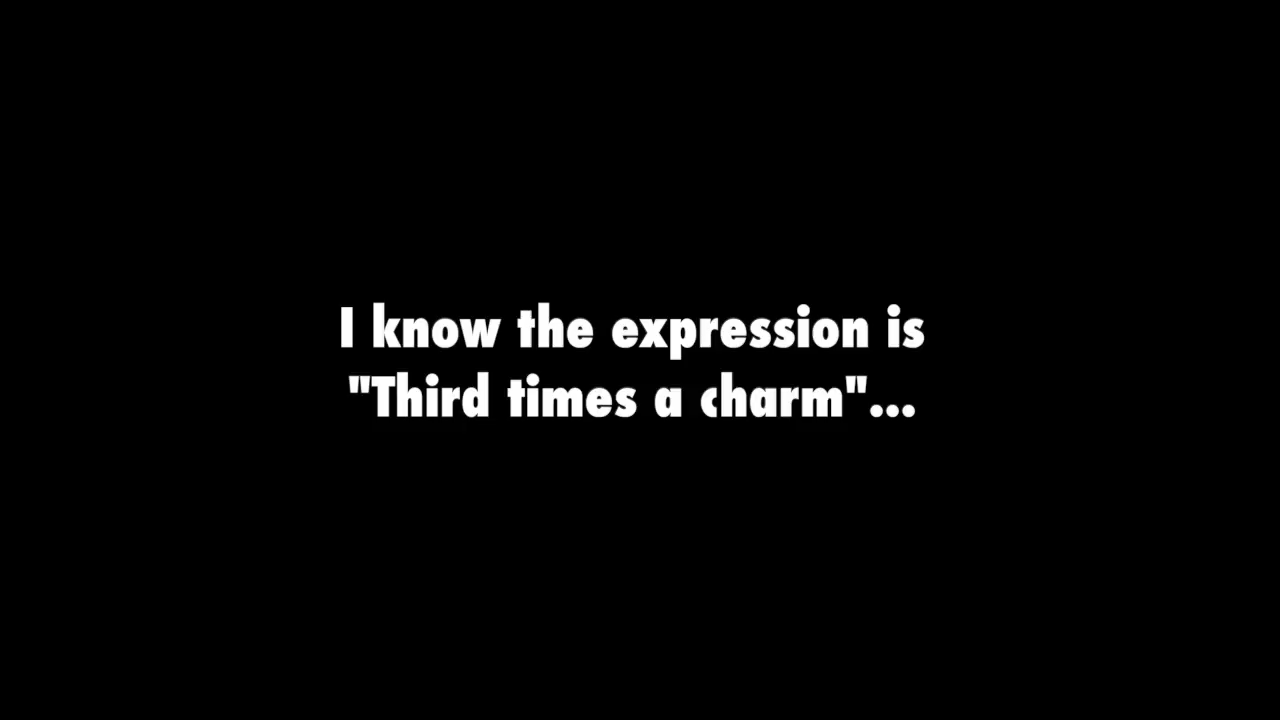 I know the expression is
"Third times a charm"...